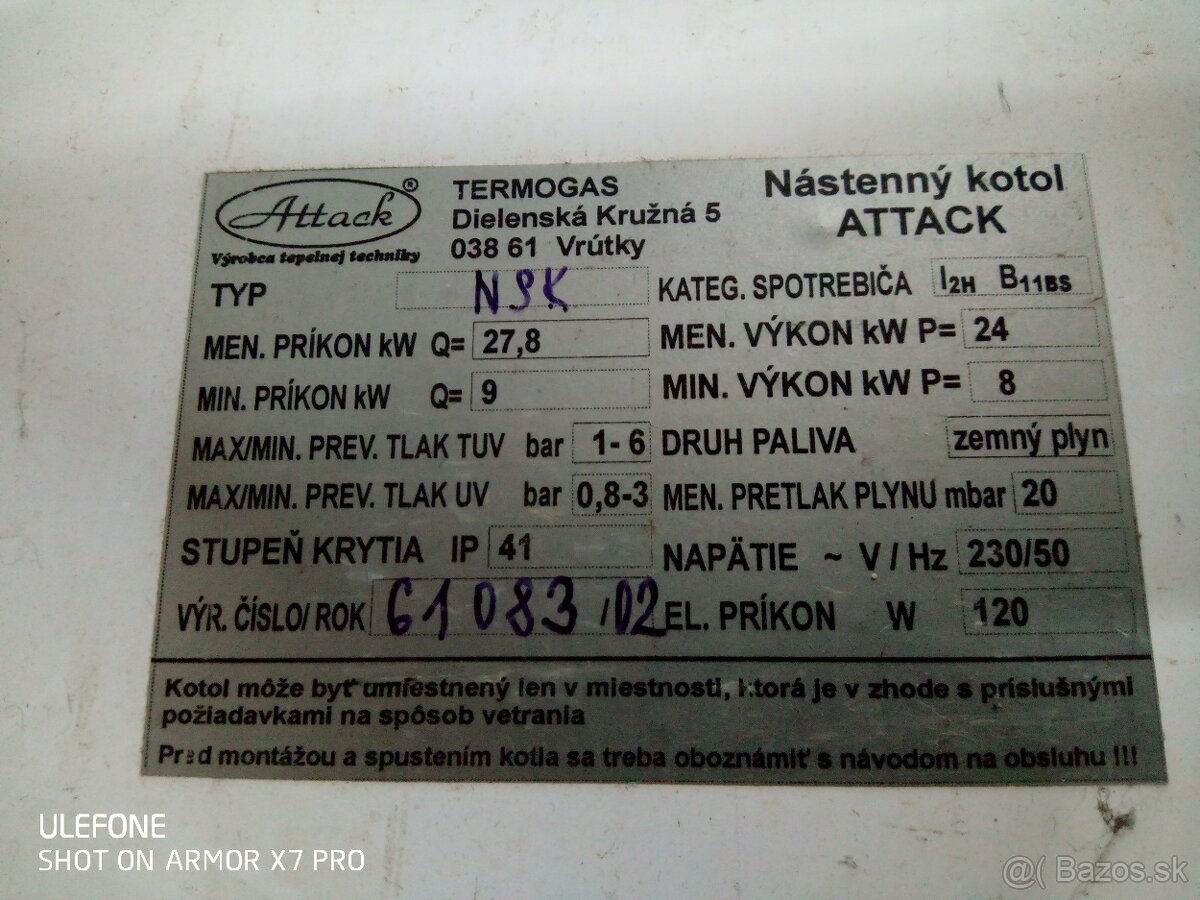 Attack ®
Výrobca tepelnej techniky
TERMOGAS
Dielenská Kružná 5
038 61 Vrútky
Nástenný kotol
ATTACK
TYP NSK KATEG. SPOTREBIČA I2H B11BS
MEN. PRÍKON kW Q= 27,8 MEN. VÝKON kW P= 24
MIN. PRÍKON kW Q= 9 MIN. VÝKON kW P= 8
MAX/MIN. PREV. TLAK TUV bar 1-6 DRUH PALIVA zemný plyn
MAX/MIN. PREV. TLAK UV bar 0,8-3 MEN. PRETLAK PLYNU mbar 20
STUPEŇ KRYTIA IP 41 NAPÄTIE ~ V / Hz 230/50
VÝR. ČÍSLO/ ROK 61083 /02 EL. PRÍKON W 120
Kotol môže byť umiestnený len v miestnosti, ktorá je v zhode s príslušnými
požiadavkami na spôsob vetrania
Pred montážou a spustením kotla sa treba oboznámiť s návodom na obsluhu !!!
ULEFONE
SHOT ON ARMOR X7 PRO
@( Bazos.sk